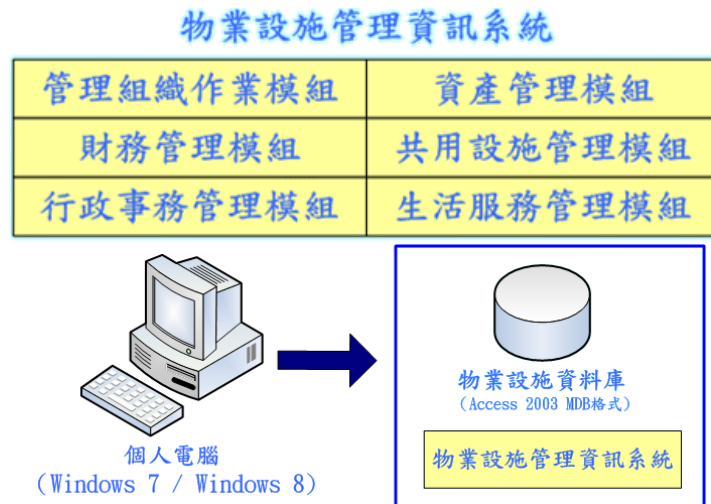 物業設施管理資訊系統
管理組織作業模組
資產管理模組
財務管理模組
共用設施管理模組
行政事務管理模組
生活服務管理模組
物業設施資料庫
(Access 2003 MDB格式)
物業設施管理資訊系統
個人電腦
(Windows 7 / Windows 8)